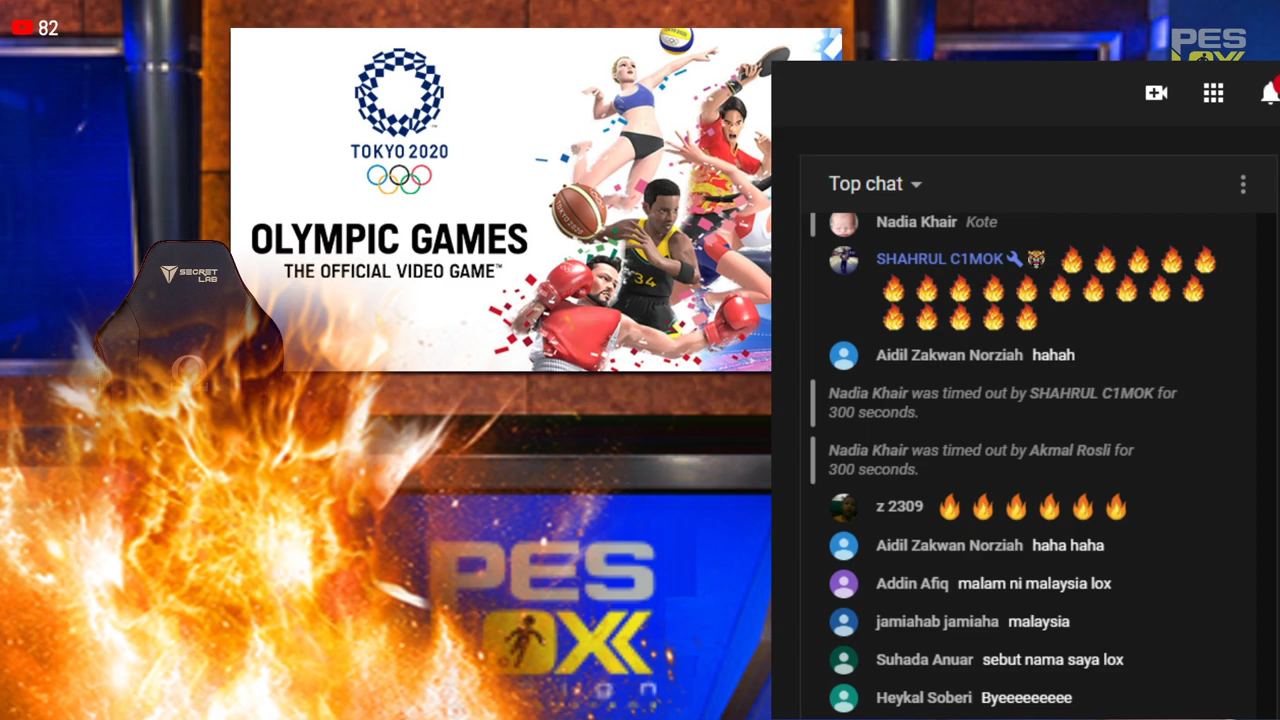 82
PES
TOKYO 2020
OLYMPIC GAMES
THE OFFICIAL VIDEO GAME™
TOKYO 2020
34
SECRET
LAB
Top chat
Nadia Khair Kote
SHAHRUL C1MOK 🔧🐯 🔥🔥🔥🔥🔥
🔥🔥🔥🔥🔥🔥🔥🔥🔥🔥
🔥🔥🔥🔥🔥
Aidil Zakwan Norziah hahah
Nadia Khair was timed out by SHAHRUL C1MOK for
300 seconds.
Nadia Khair was timed out by Akmal Rosli for
300 seconds.
z 2309 🔥🔥🔥🔥🔥🔥
Aidil Zakwan Norziah haha haha
Addin Afiq malam ni malaysia lox
jamiahab jamiaha malaysia
Suhada Anuar sebut nama saya lox
Heykal Soberi Byeeeeeeeee
PES